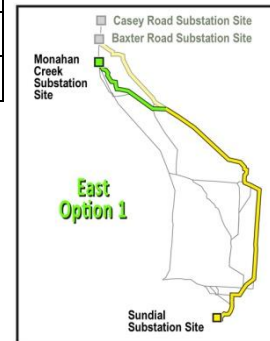 Casey Road Substation Site
Baxter Road Substation Site
Monahan
Creek
Substation
Site
East
Option 1
Sundial
Substation Site